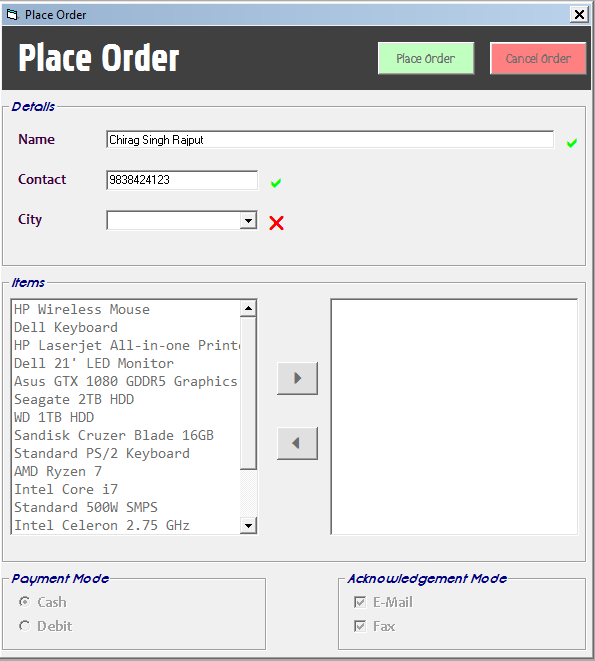 Place Order
Place Order
Place Order
Cancel Order
Details
Name
Chirag Singh Rajput
Contact
9838424123
City
Items
HP Wireless Mouse
Dell Keyboard
HP Laserjet All-in-one Printe
Dell 21' LED Monitor
Asus GTX 1080 GDDR5 Graphics
Seagate 2TB HDD
WD 1TB HDD
Sandisk Cruzer Blade 16GB
Standard PS/2 Keyboard
AMD Ryzen 7
Intel Core i7
Standard 500W SMPS
Intel Celeron 2.75 GHz
Payment Mode
Cash
Debit
Acknowledgement Mode
E-Mail
Fax